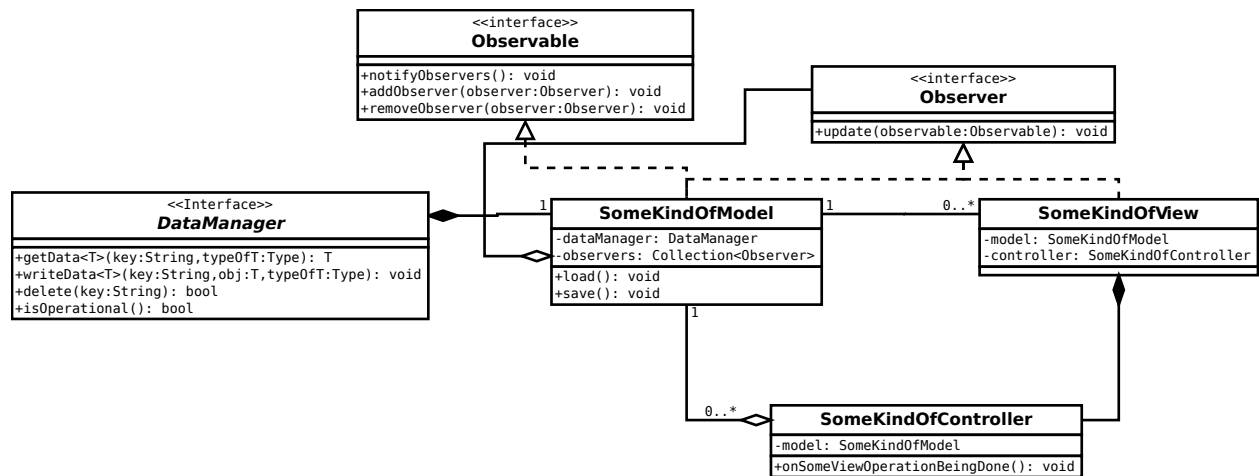 <<interface>>
Observable
+notifyObservers(): void
+addObserver(observer:Observer): void
+removeObserver(observer:Observer): void
<<interface>>
Observer
+update(observable:Observable): void
<<Interface>>
DataManager
+getData<T>(key:String,typeOfT:Type): T
+writeData<T>(key:String,obj:T,typeOfT:Type): void
+delete(key:String): bool
+isOperational(): bool
1
SomeKindOfModel
-dataManager: DataManager
-observers: Collection<Observer>
+load(): void
+save(): void
1
0..*
SomeKindOfView
-model: SomeKindOfModel
-controller: SomeKindOfController
1
0..*
SomeKindOfController
-model: SomeKindOfModel
+onSomeViewOperationBeingDone(): void